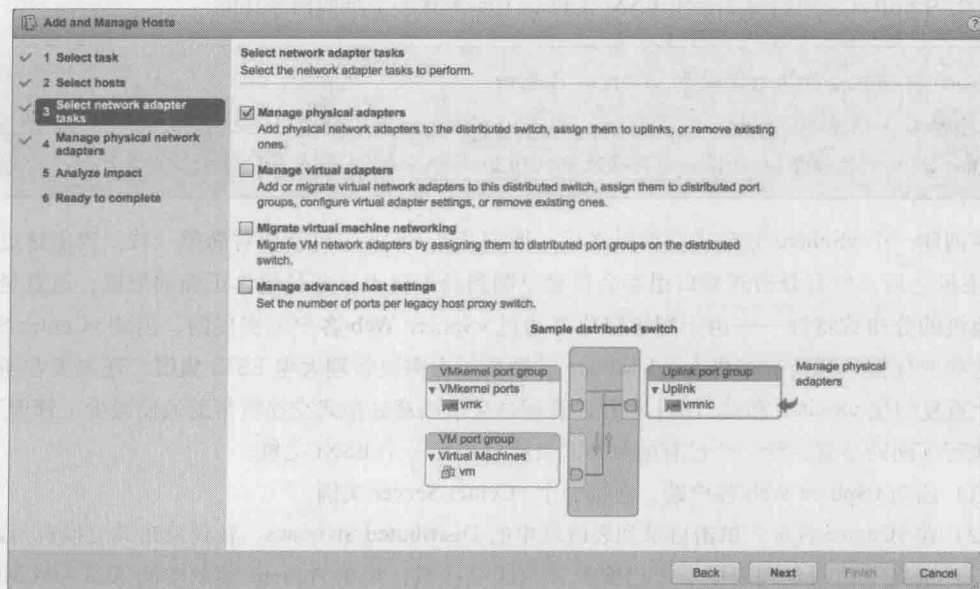 Add and Manage Hosts
1 Select task
2 Select hosts
3 Select network adapter
tasks
4 Manage physical network
adapters
5 Analyze impact
6 Ready to complete
Select network adapter tasks
Select the network adapter tasks to perform.
Manage physical adapters
Add physical network adapters to the distributed switch, assign them to uplinks, or remove existing
ones.
Manage virtual adapters
Add or migrate virtual network adapters to this distributed switch, assign them to distributed port
groups, configure virtual adapter settings, or remove existing ones.
Migrate virtual machine networking
Migrate VM network adapters by assigning them to distributed port groups on the distributed
switch.
Manage advanced host settings
Set the number of ports per legacy host proxy switch.
Sample distributed switch
VMkernel port group
VMkernel ports
vmk
VM port group
Virtual Machines
vm
Uplink port group
Uplink
vmnic
Manage physical
adapters
Back
Next
Finish
Cancel